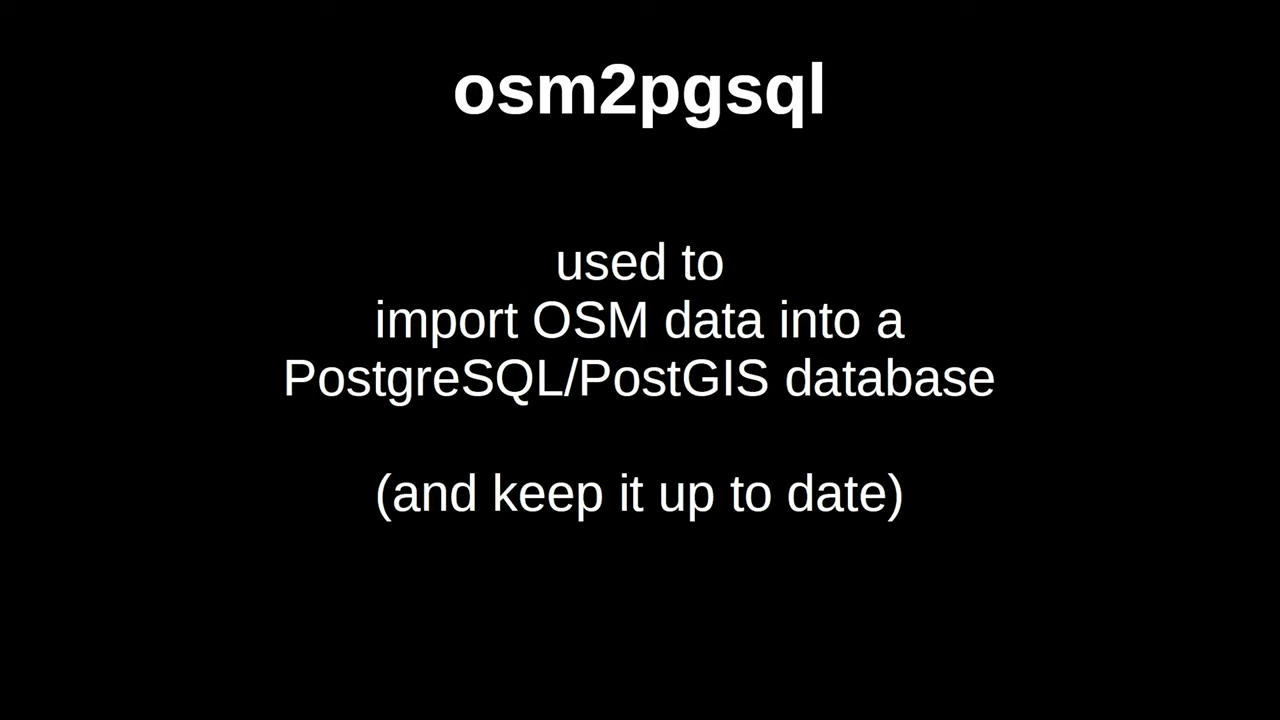 osm2pgsql
used to
import OSM data into a
PostgreSQL/PostGIS database
(and keep it up to date)